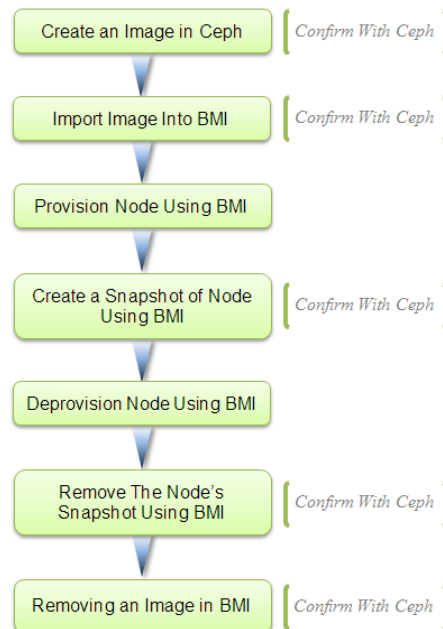 Create an Image in Ceph
Confirm With Ceph
Import Image Into BMI
Confirm With Ceph
Provision Node Using BMI
Create a Snapshot of Node
Using BMI
Confirm With Ceph
Deprovision Node Using BMI
Remove The Node's
Snapshot Using BMI
Confirm With Ceph
Removing an Image in BMI
Confirm With Ceph